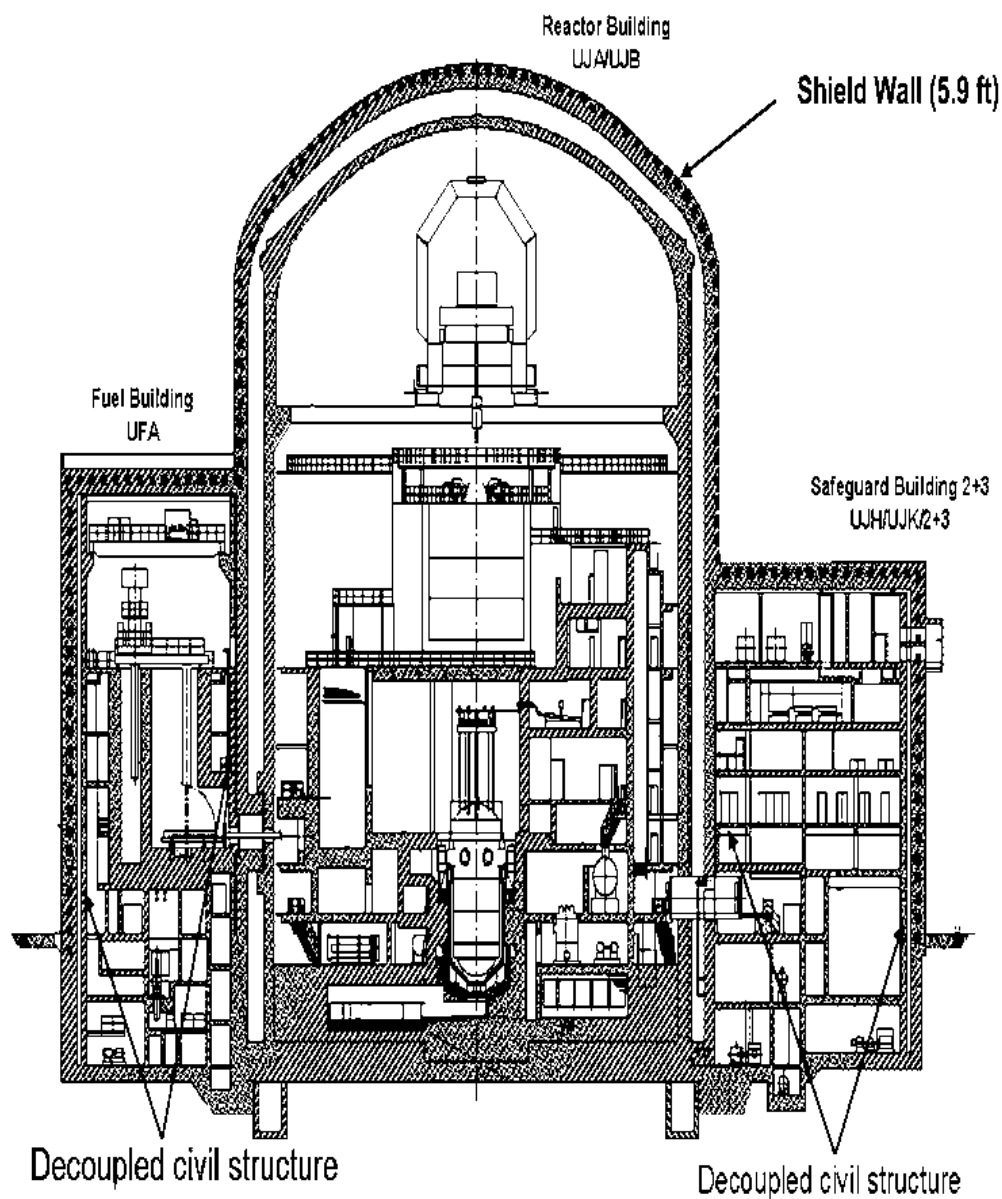 Reactor Building
UJA/UJB
Shield Wall (5.9 ft)
Fuel Building
UFA
Safeguard Building 2+3
UJH/UJK/2+3
Decoupled civil structure
Decoupled civil structure